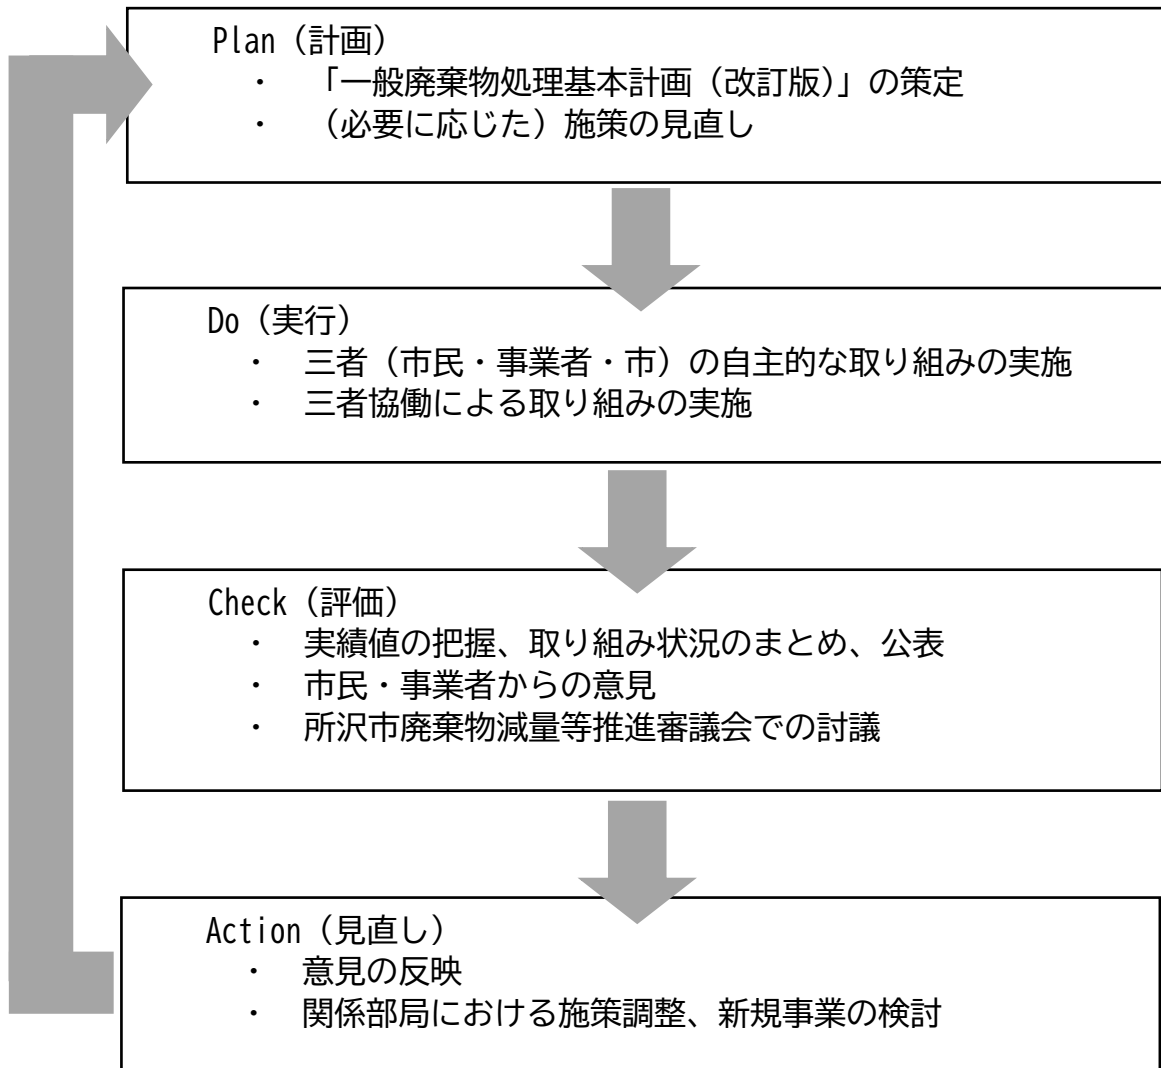 Plan（計画）
・　「一般廃棄物処理基本計画（改訂版）」の策定
・　（必要に応じた）施策の見直し
Do（実行）
・　三者（市民・事業者・市）の自主的な取り組みの実施
・　三者協働による取り組みの実施
Check（評価）
・　実績値の把握、取り組み状況のまとめ、公表
・　市民・事業者からの意見
・　所沢市廃棄物減量等推進審議会での討議
Action（見直し）
・　意見の反映
・　関係部局における施策調整、新規事業の検討